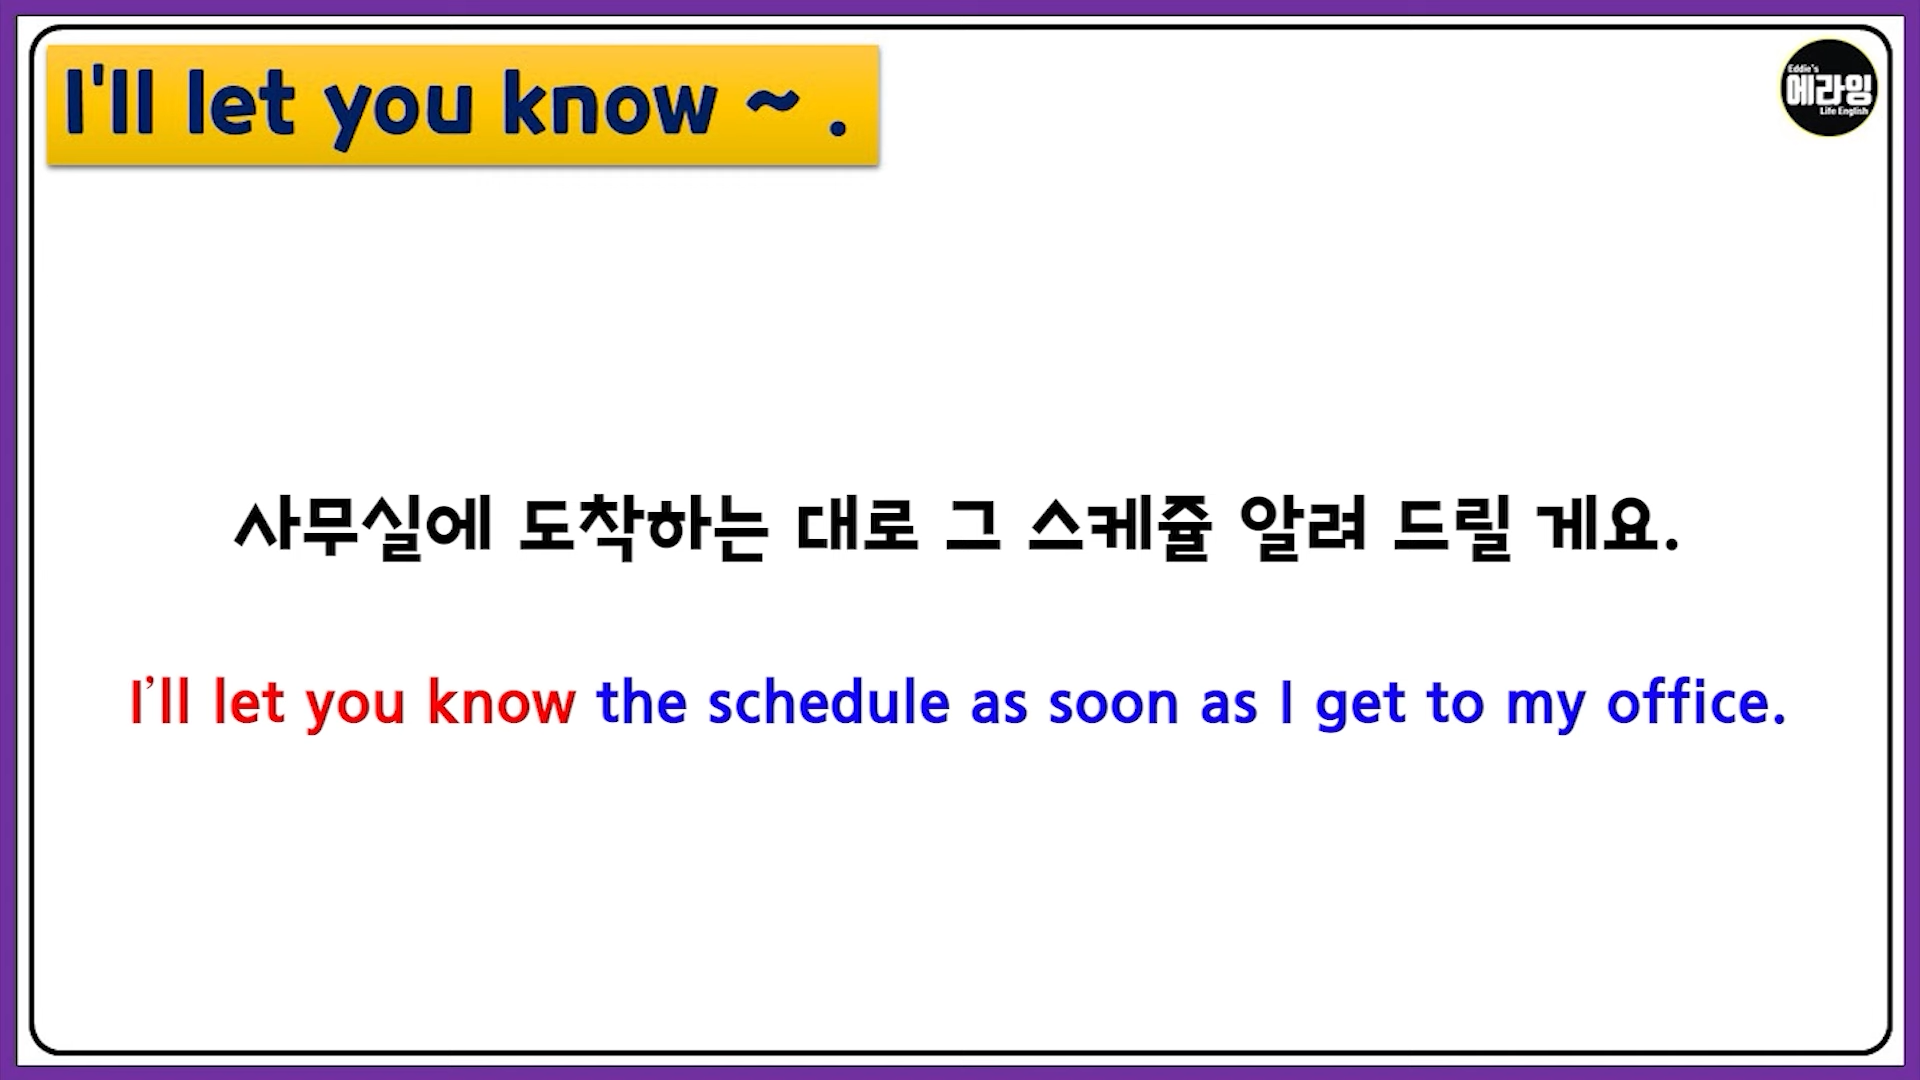 I'll let you know ~ .
Eddie's
에라잉
Life English
사무실에 도착하는 대로 그 스케쥴 알려 드릴 게요.
I’ll let you know the schedule as soon as I get to my office.